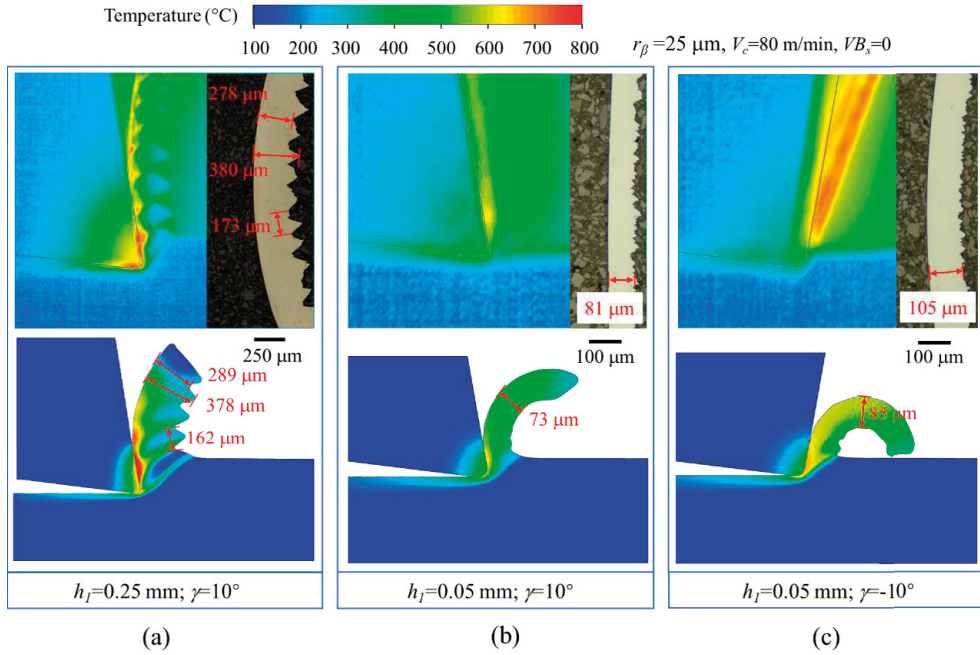 Temperature (°C)
100 200 300 400 500 600 700 800
r_β =25 μm, V_c=80 m/min, VB_s=0
278 μm
380 μm
173 μm
81 μm
105 μm
250 μm
100 μm
100 μm
289 μm
378 μm
162 μm
73 μm
85 μm
h_1=0.25 mm; γ=10°
h_1=0.05 mm; γ=10°
h_1=0.05 mm; γ=-10°
(a)
(b)
(c)